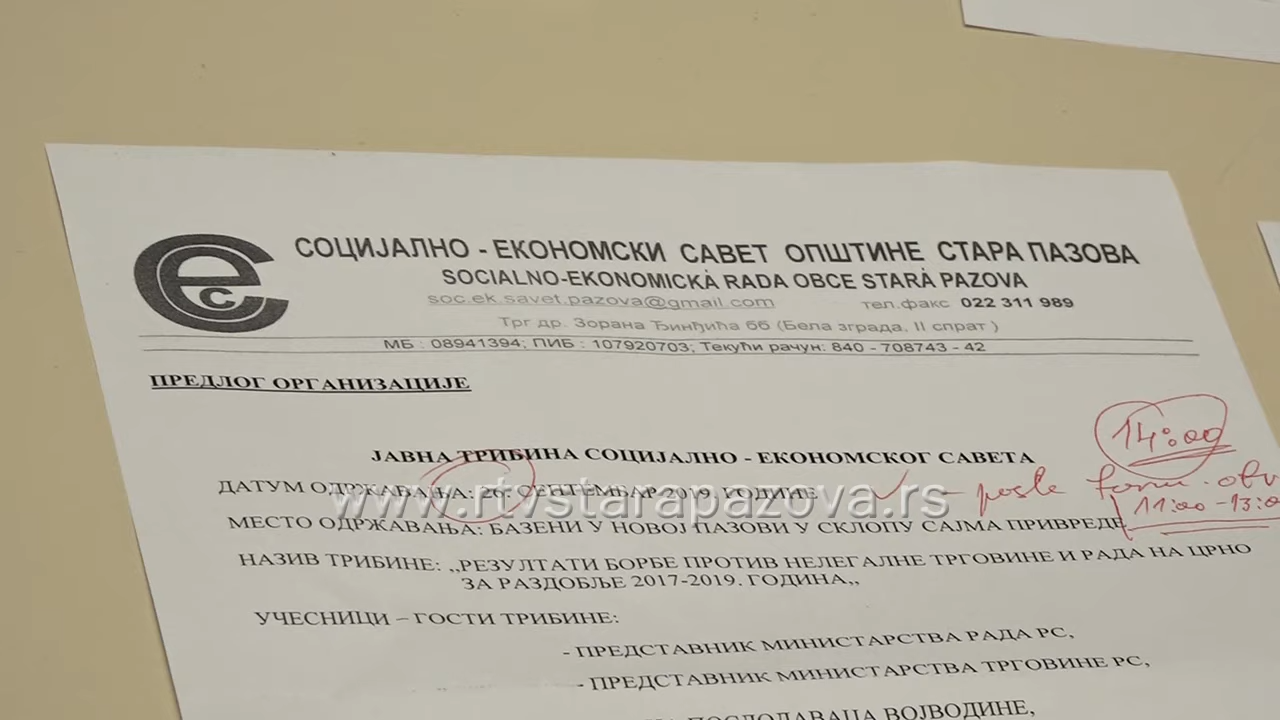 СОЦИЈАЛНО - ЕКОНОМСКИ САВЕТ ОПШТИНЕ СТАРА ПАЗОВА
SOCIALNO-EKONOMICKÁ RADA OBCE STARÁ PAZOVA
soc.ek.savet.pazova@gmail.com тел.факс 022 311 989
Трг др. Зорана Ђинђића бб (Бела зграда, II спрат )
МБ : 08941394; ПИБ : 107920703; Текући рачун: 840 - 708743 - 42
ПРЕДЛОГ ОРГАНИЗАЦИЈЕ
14:00
ЈАВНА ТРИБИНА СОЦИЈАЛНО - ЕКОНОМСКОГ САВЕТА
ДАТУМ ОДРЖАВАЊА: 26. СЕПТЕМБАР 2019. ГОДИНЕ - posle
www.rtvstarapazova.rs
11:00 - 13:0
МЕСТО ОДРЖАВАЊА: БАЗЕНИ У НОВОЈ ПАЗОВИ У СКЛОПУ САЈМА ПРИВРЕДЕ
НАЗИВ ТРИБИНЕ: ,,РЕЗУЛТАТИ БОРБЕ ПРОТИВ НЕЛЕГАЛНЕ ТРГОВИНЕ И РАДА НА ЦРНО
ЗА РАЗДОБЉЕ 2017-2019. ГОДИНА,,
УЧЕСНИЦИ – ГОСТИ ТРИБИНЕ:
- ПРЕДСТАВНИК МИНИСТАРСТВА РАДА РС,
- ПРЕДСТАВНИК МИНИСТАРСТВА ТРГОВИНЕ РС,
ПОСЛОДАВАЦА ВОЈВОДИНЕ,